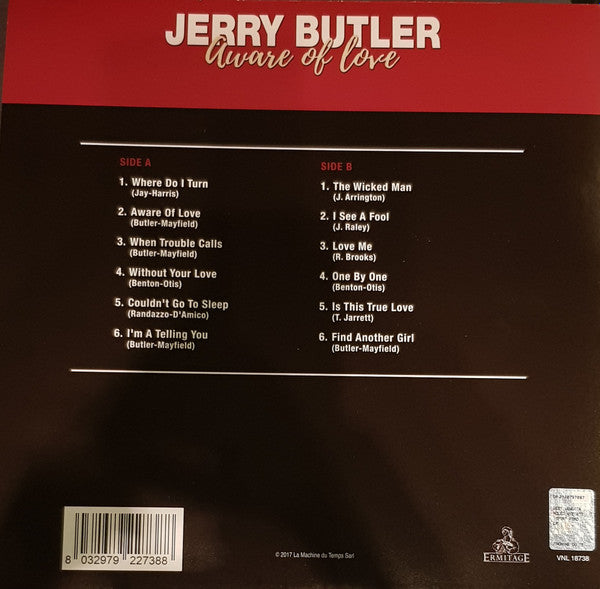 JERRY BUTLER
Aware of love
SIDE A
1. Where Do I Turn
(Jay-Harris)
2. Aware Of Love
(Butler-Mayfield)
3. When Trouble Calls
(Butler-Mayfield)
4. Without Your Love
(Benton-Otis)
5. Couldn't Go To Sleep
(Randazzo-D'Amico)
6. I'm A Telling You
(Butler-Mayfield)
SIDE B
1. The Wicked Man
(J. Arrington)
2. I See A Fool
(J. Raley)
3. Love Me
(R. Brooks)
4. One By One
(Benton-Otis)
5. Is This True Love
(T. Jarrett)
6. Find Another Girl
(Butler-Mayfield)
8 032979 227388
© 2017 La Machine du Temps Sarl
ERMITAGE
VNL 18738